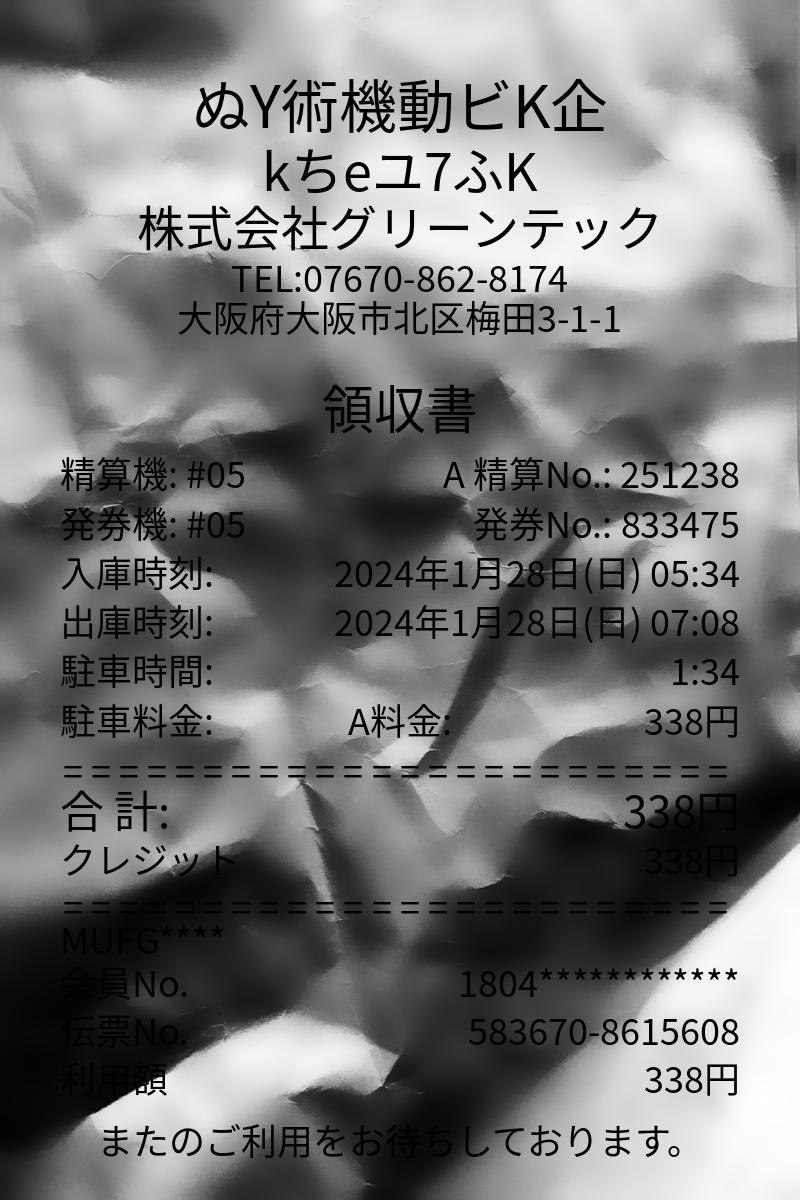 ぬY術機動ビK企
kちeユ7ふK
株式会社グリーンテック
TEL:07670-862-8174
大阪府大阪市北区梅田3-1-1
領収書
精算機: #05 A 精算No.: 251238
発券機: #05 発券No.: 833475
入庫時刻: 2024年1月28日(日) 05:34
出庫時刻: 2024年1月28日(日) 07:08
駐車時間: 1:34
駐車料金: A料金: 338円
========================
合 計: 338円
クレジット 338円
========================
MUFG****
会員No. 1804************
伝票No. 583670-8615608
利用額 338円
またのご利用をお待ちしております。